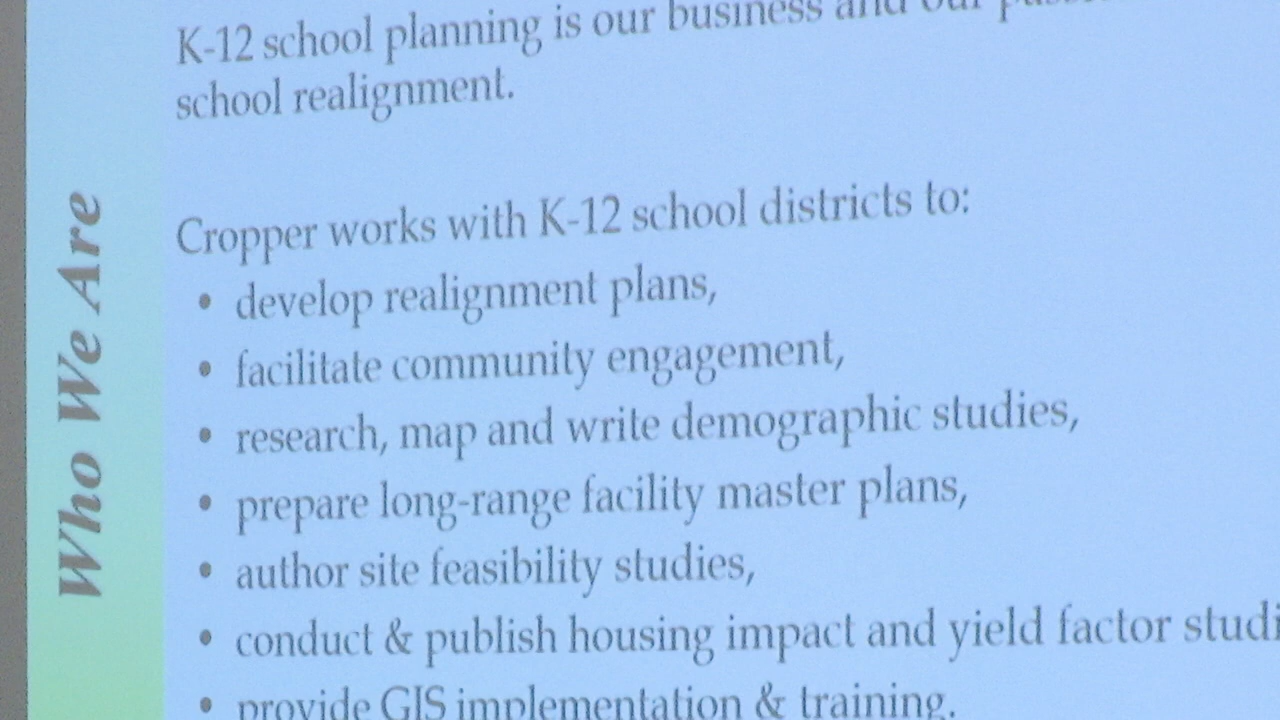 K-12 school planning is our business and our
school realignment.
Cropper works with K-12 school districts to:
• develop realignment plans,
• facilitate community engagement,
• research, map and write demographic studies,
• prepare long-range facility master plans,
• author site feasibility studies,
• conduct & publish housing impact and yield factor
• provide GIS implementation & training.
Who We Are